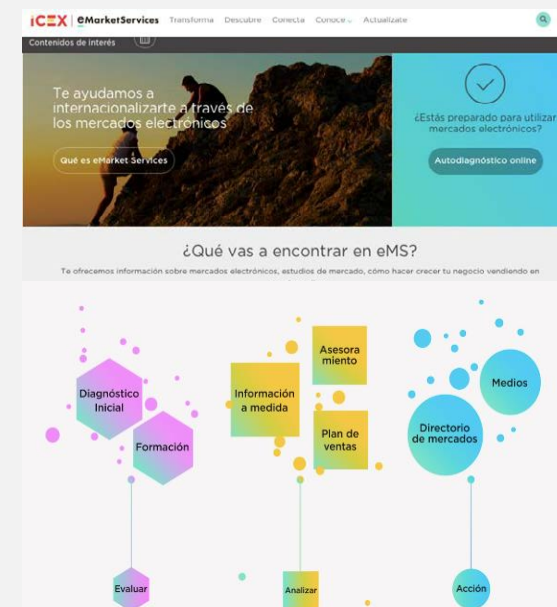 ICEX | eMarketServices Transforma Descubre Conecta Conoce Actualízate
Contenidos de interés
Te ayudamos a
internacionalizarte a través de
los mercados electrónicos
Qué es eMarket Services
¿Estás preparado para utilizar
mercados electrónicos?
Autodiagnóstico online
¿Qué vas a encontrar en eMS?
Te ofrecemos información sobre mercados electrónicos, estudios de mercado, cómo hacer crecer tu negocio vendiendo en
Diagnóstico
Inicial
Formación
Información
a medida
Asesora
miento
Plan de
ventas
Directorio
de mercados
Medios
Evaluar
Analizar
Acción